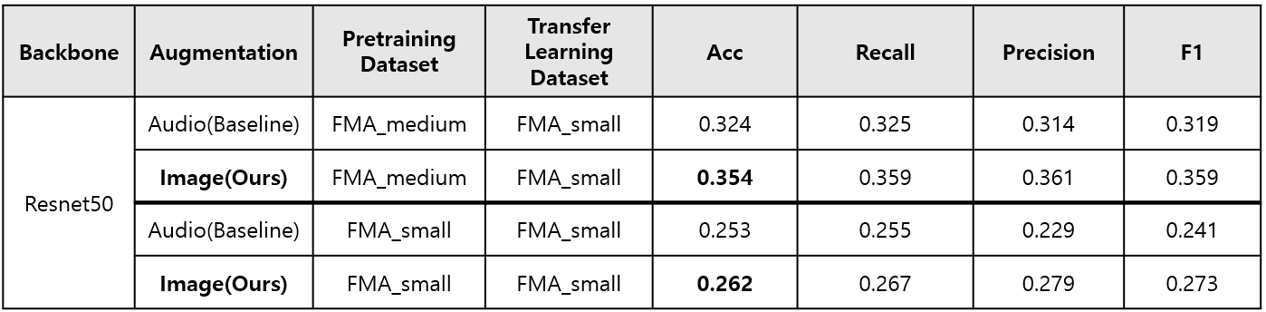 Backbone Augmentation Pretraining Dataset Transfer Learning Dataset Acc Recall Precision F1
Resnet50
Audio(Baseline) FMA_medium FMA_small 0.324 0.325 0.314 0.319
Image(Ours) FMA_medium FMA_small 0.354 0.359 0.361 0.359
Audio(Baseline) FMA_small FMA_small 0.253 0.255 0.229 0.241
Image(Ours) FMA_small FMA_small 0.262 0.267 0.279 0.273